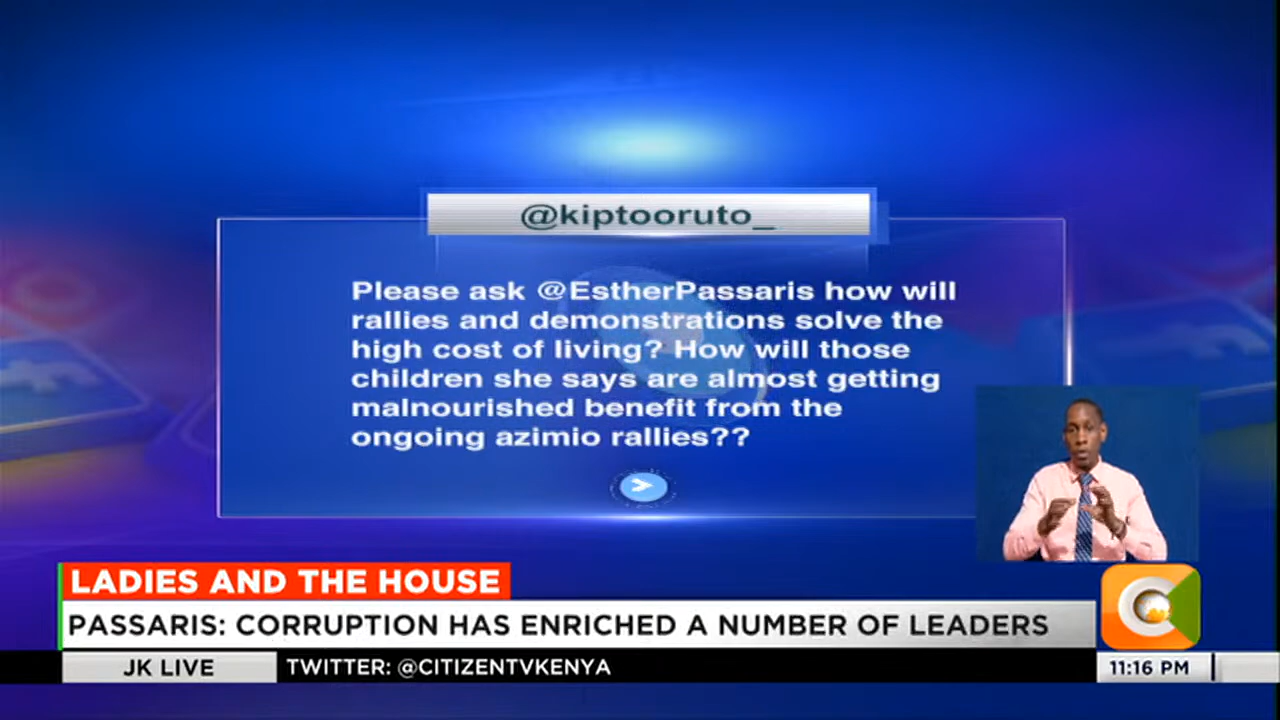 @kiptooruto_
Please ask @EstherPassaris how will
rallies and demonstrations solve the
high cost of living? How will those
children she says are almost getting
malnourished benefit from the
ongoing azimio rallies??
LADIES AND THE HOUSE
PASSARIS: CORRUPTION HAS ENRICHED A NUMBER OF LEADERS
JK LIVE
TWITTER: @CITIZENTVKENYA
11:16 PM